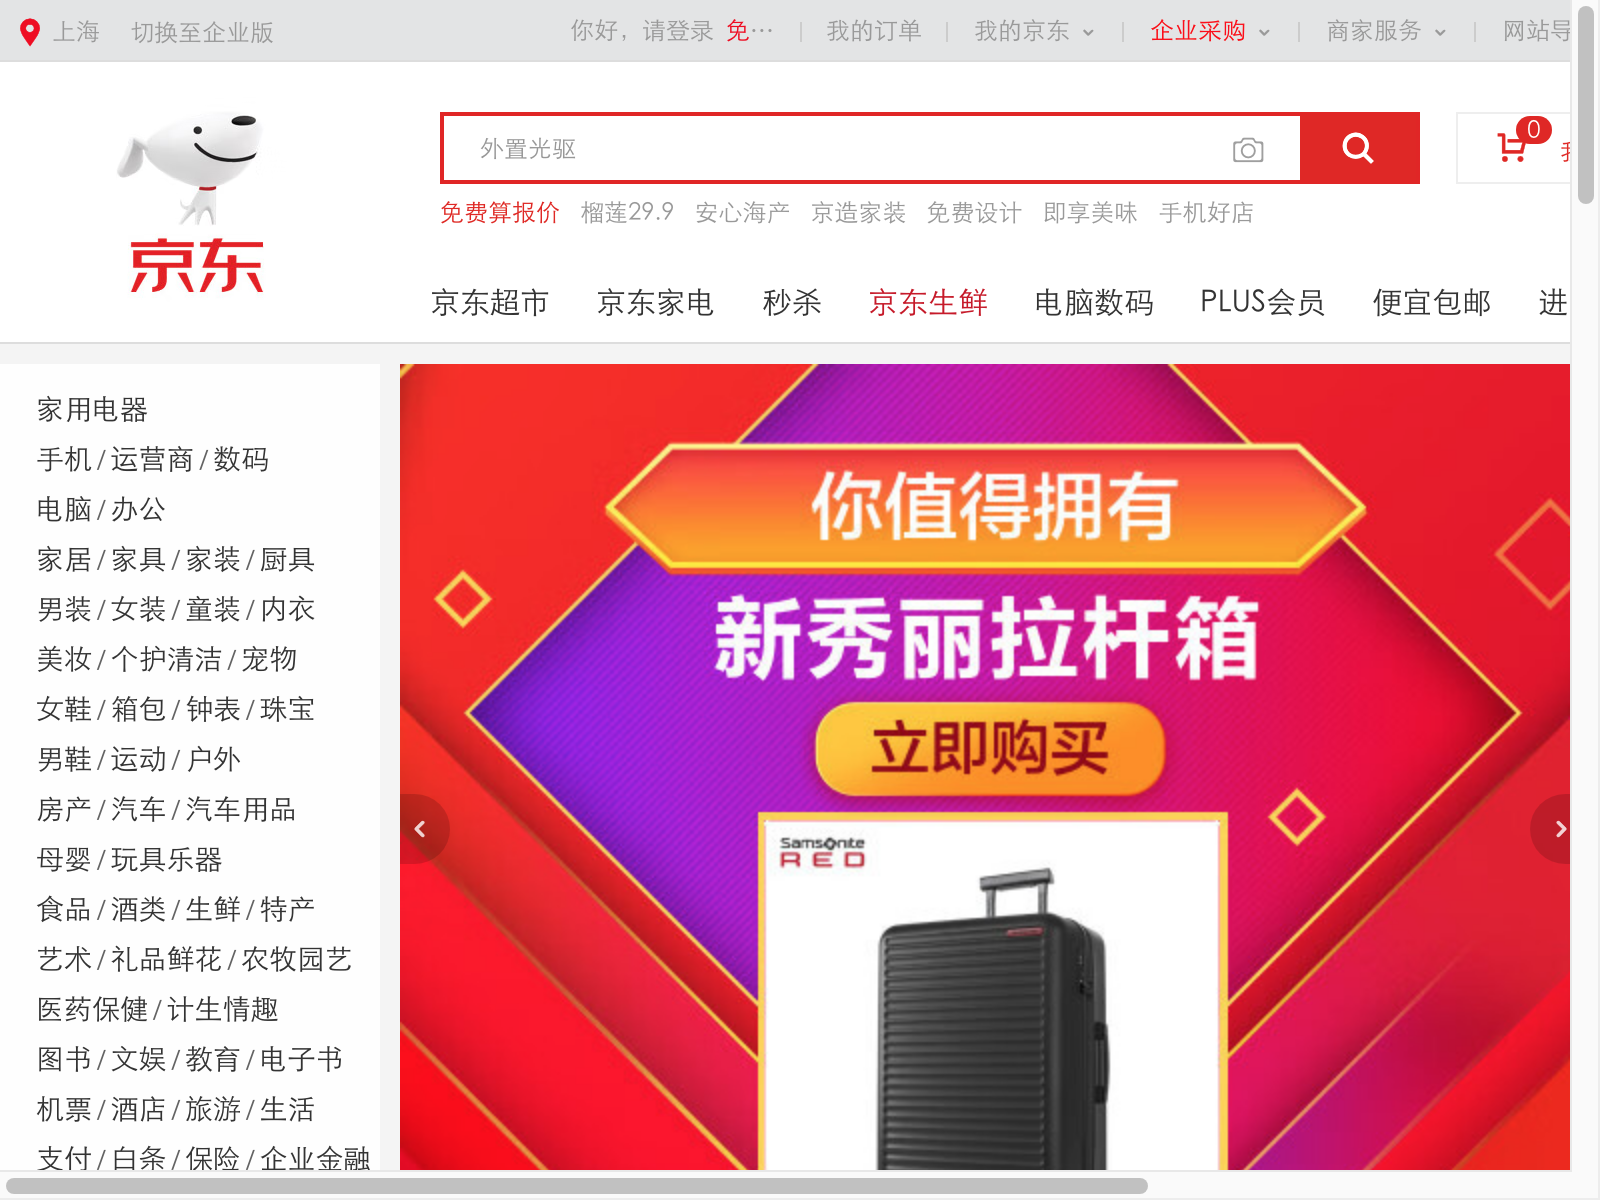 上海 切换至企业版 你好，请登录 免··· 我的订单 我的京东 企业采购 商家服务 网站导
外置光驱
0
京东
免费算报价 榴莲29.9 安心海产 京造家装 免费设计 即享美味 手机好店
京东超市 京东家电 秒杀 京东生鲜 电脑数码 PLUS会员 便宜包邮 进
家用电器
手机/运营商/数码
电脑/办公
家居/家具/家装/厨具
男装/女装/童装/内衣
美妆/个护清洁/宠物
女鞋/箱包/钟表/珠宝
男鞋/运动/户外
房产/汽车/汽车用品
母婴/玩具乐器
食品/酒类/生鲜/特产
艺术/礼品鲜花/农牧园艺
医药保健/计生情趣
图书/文娱/教育/电子书
机票/酒店/旅游/生活
支付/白条/保险/企业金融
你值得拥有
新秀丽拉杆箱
立即购买
Samsonite
RED